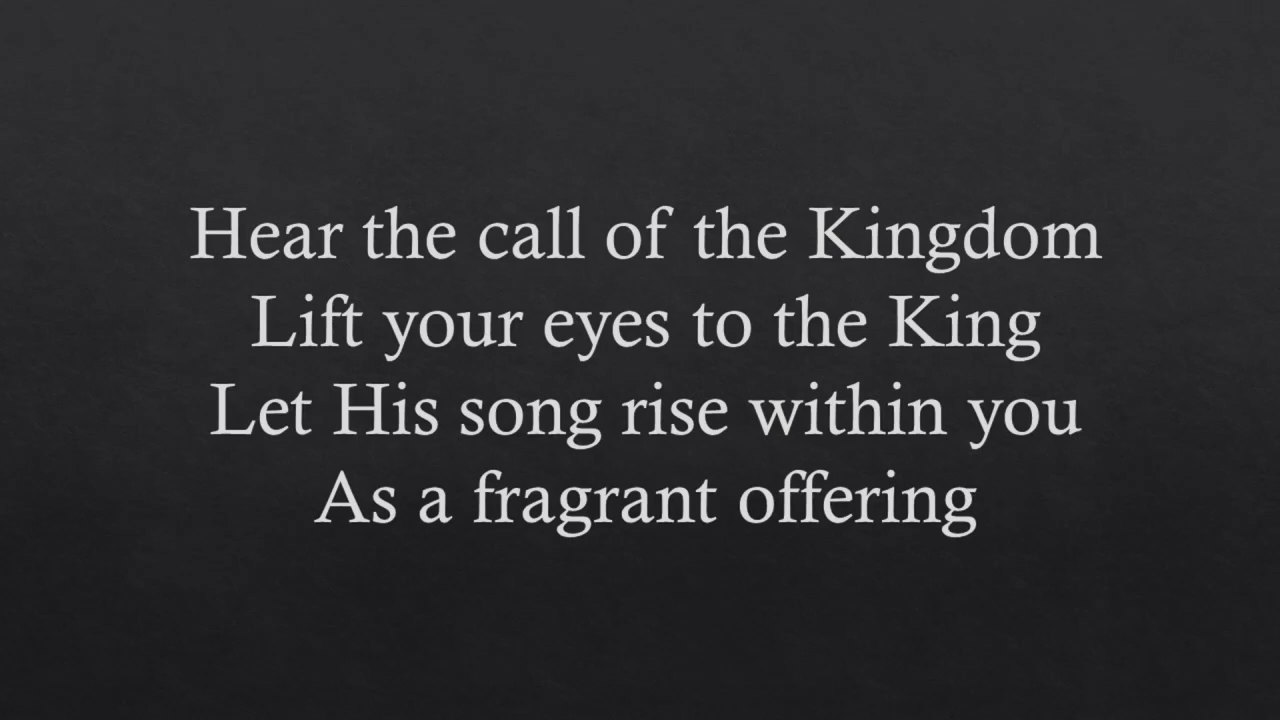 Hear the call of the Kingdom
Lift your eyes to the King
Let His song rise within you
As a fragrant offering